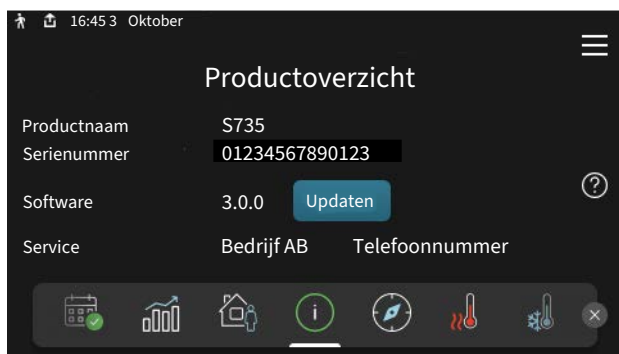 16:45 3 Oktober
Productoverzicht
Productnaam S735
Serienummer 01234567890123
Software 3.0.0 Updaten
Service Bedrijf AB Telefoonnummer